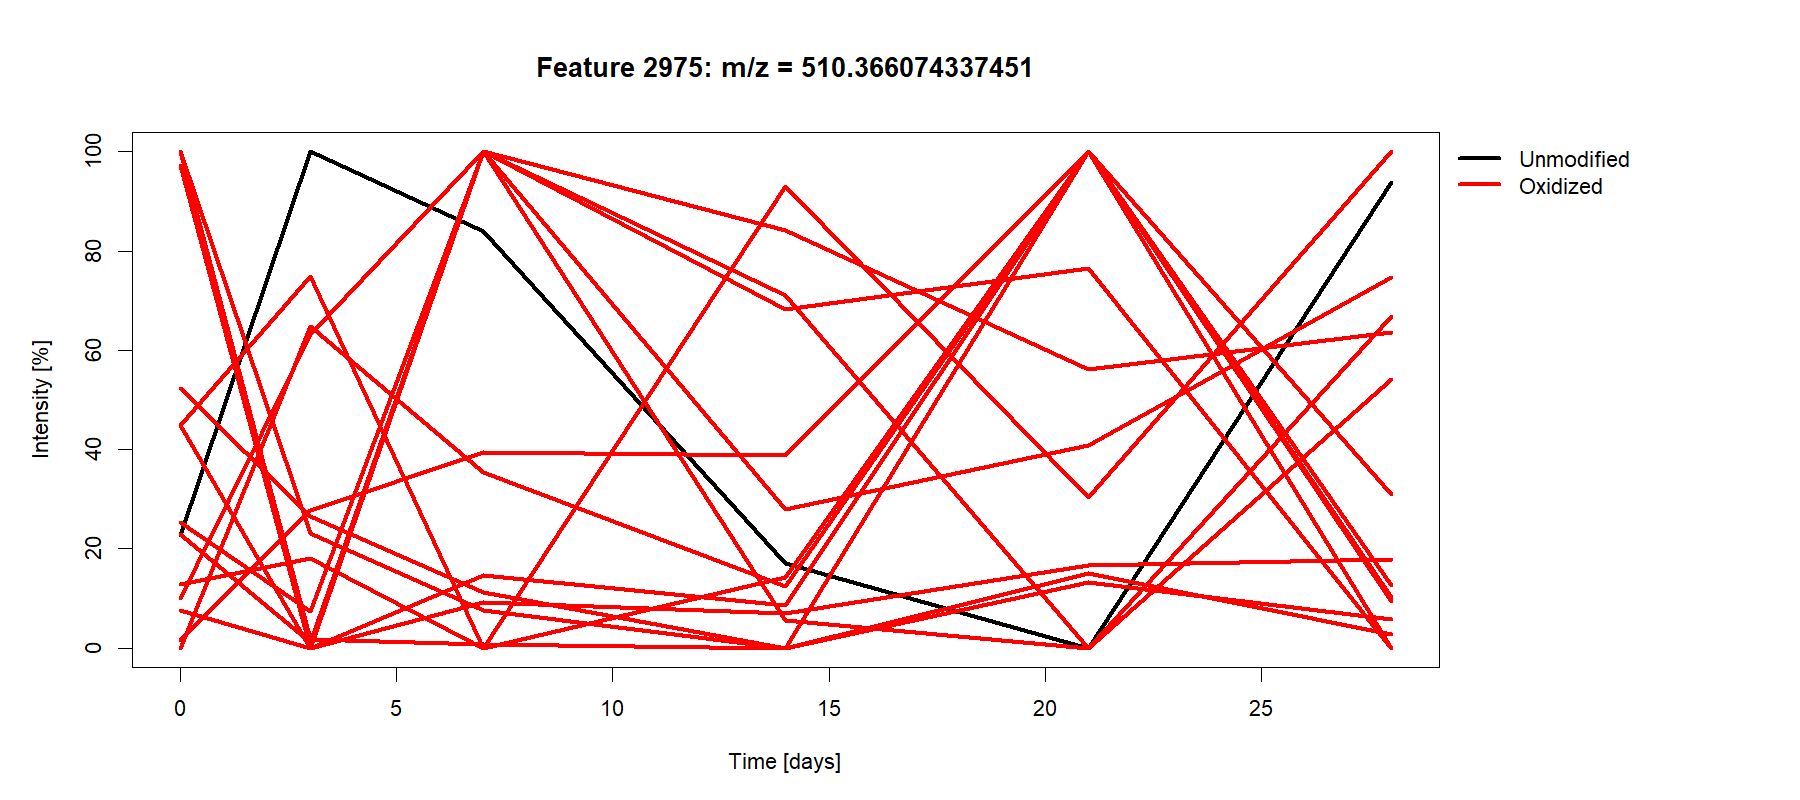 Feature 2975: m/z = 510.366074337451
Unmodified
Oxidized
Intensity [%]
100
80
60
40
20
0
0 5 10 15 20 25
Time [days]